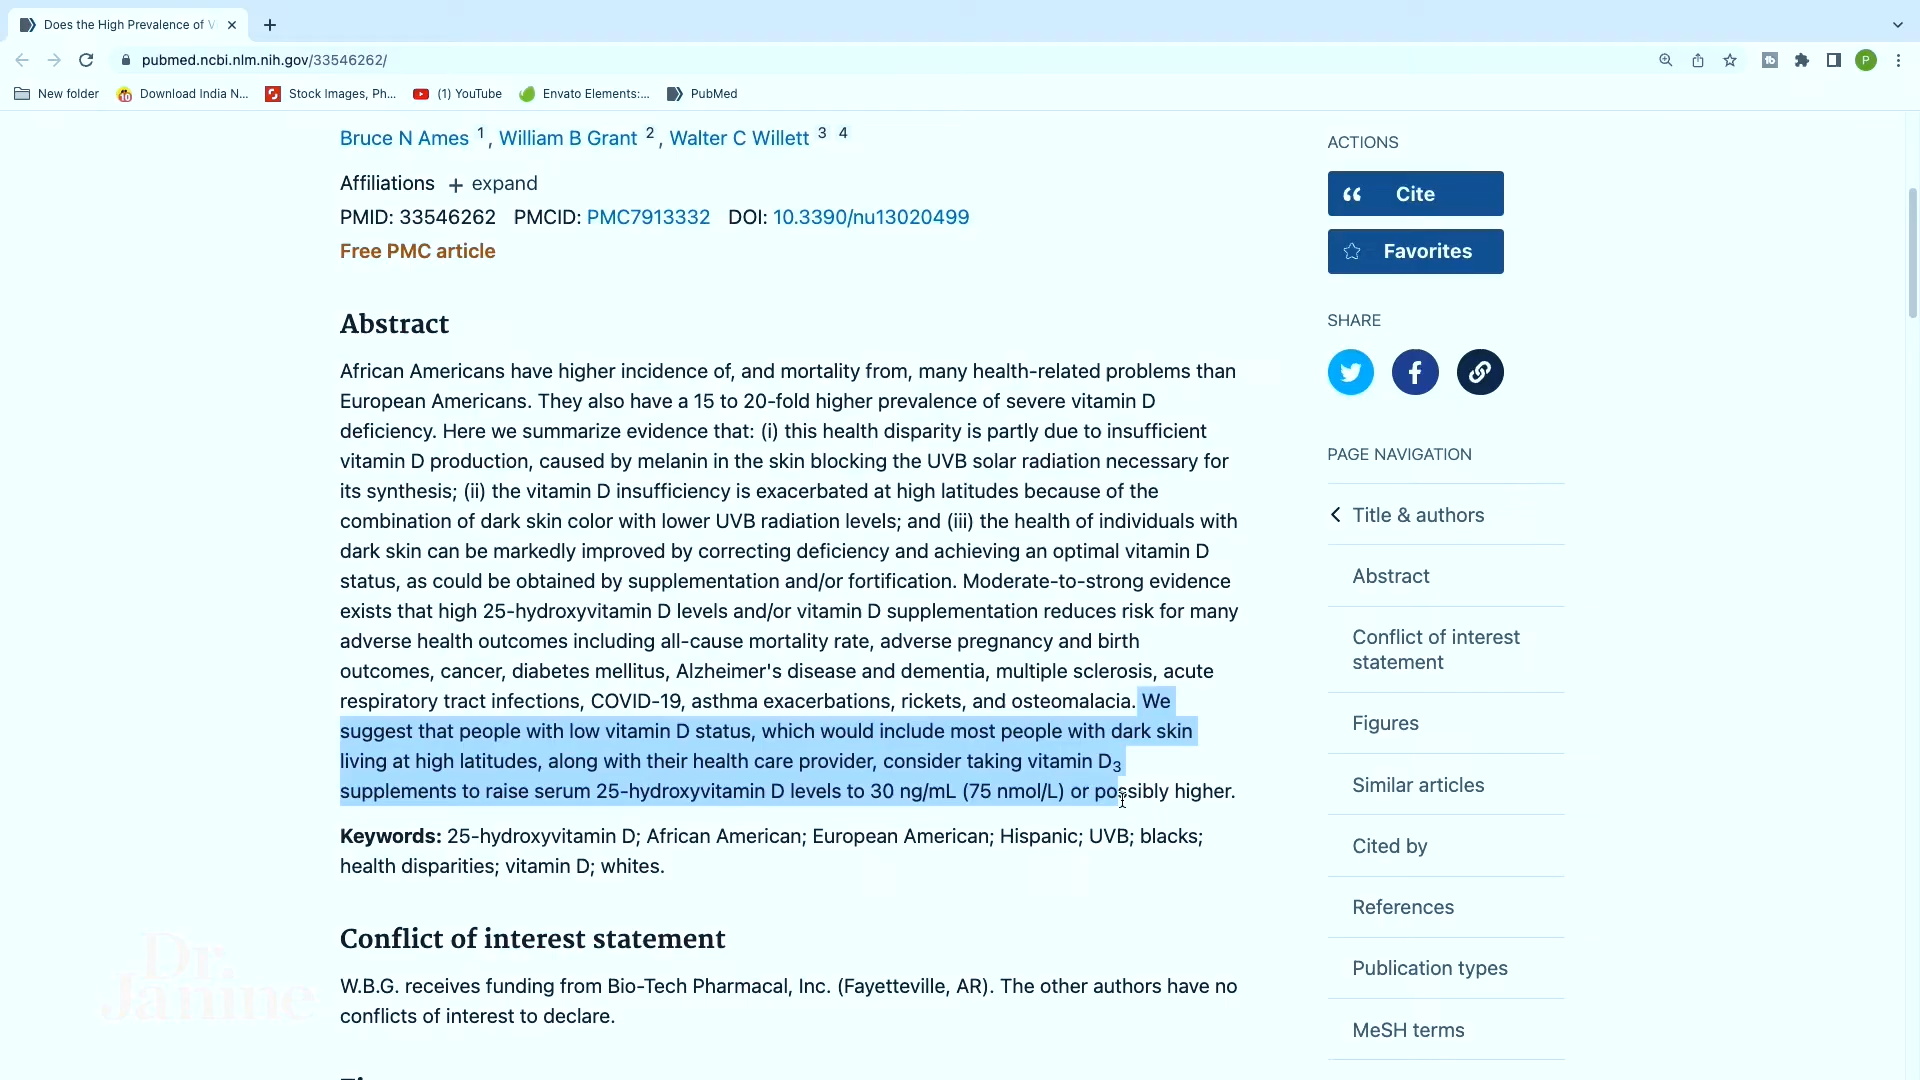 Does the High Prevalence of V
pubmed.ncbi.nlm.nih.gov/33546262/
P
New folder
Download India N...
Stock Images, Ph...
(1) YouTube
Envato Elements:...
PubMed
Bruce N Ames 1, William B Grant 2, Walter C Willett 3 4
Affiliations + expand
PMID: 33546262 PMCID: PMC7913332 DOI: 10.3390/nu13020499
Free PMC article
Abstract
African Americans have higher incidence of, and mortality from, many health-related problems than
European Americans. They also have a 15 to 20-fold higher prevalence of severe vitamin D
deficiency. Here we summarize evidence that: (i) this health disparity is partly due to insufficient
vitamin D production, caused by melanin in the skin blocking the UVB solar radiation necessary for
its synthesis; (ii) the vitamin D insufficiency is exacerbated at high latitudes because of the
combination of dark skin color with lower UVB radiation levels; and (iii) the health of individuals with
dark skin can be markedly improved by correcting deficiency and achieving an optimal vitamin D
status, as could be obtained by supplementation and/or fortification. Moderate-to-strong evidence
exists that high 25-hydroxyvitamin D levels and/or vitamin D supplementation reduces risk for many
adverse health outcomes including all-cause mortality rate, adverse pregnancy and birth
outcomes, cancer, diabetes mellitus, Alzheimer's disease and dementia, multiple sclerosis, acute
respiratory tract infections, COVID-19, asthma exacerbations, rickets, and osteomalacia. We
suggest that people with low vitamin D status, which would include most people with dark skin
living at high latitudes, along with their health care provider, consider taking vitamin D3
supplements to raise serum 25-hydroxyvitamin D levels to 30 ng/mL (75 nmol/L) or possibly higher.
Keywords: 25-hydroxyvitamin D; African American; European American; Hispanic; UVB; blacks;
health disparities; vitamin D; whites.
Conflict of interest statement
W.B.G. receives funding from Bio-Tech Pharmacal, Inc. (Fayetteville, AR). The other authors have no
conflicts of interest to declare.
Dr.
Janine
ACTIONS
Cite
Favorites
SHARE
PAGE NAVIGATION
Title & authors
Abstract
Conflict of interest
statement
Figures
Similar articles
Cited by
References
Publication types
MeSH terms